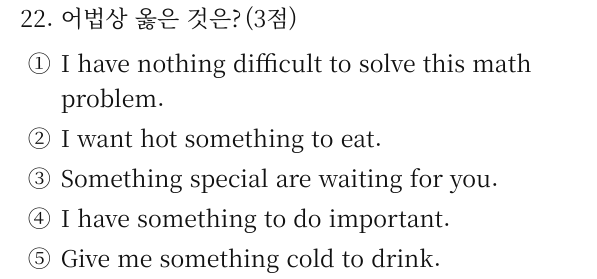 22. 어법상 옳은 것은? (3점)
① I have nothing difficult to solve this math
problem.
② I want hot something to eat.
③ Something special are waiting for you.
④ I have something to do important.
⑤ Give me something cold to drink.